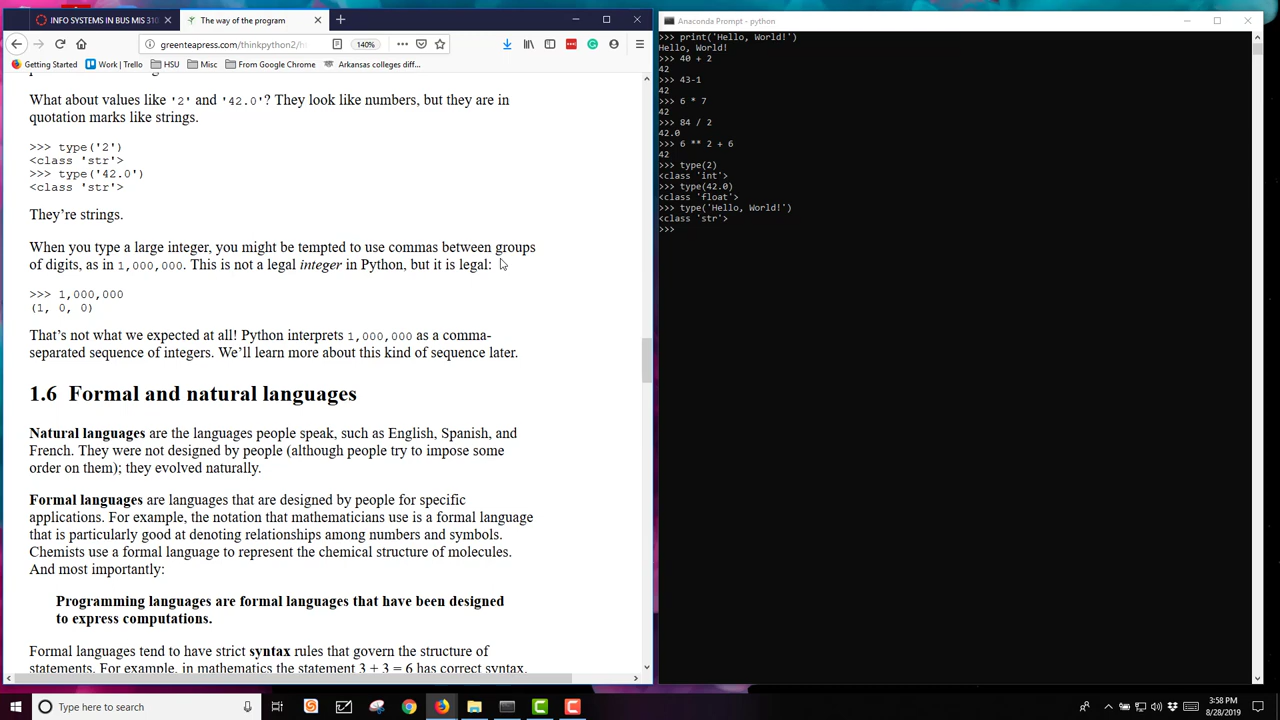 INFO SYSTEMS IN BUS MIS 310
The way of the program
greenteapress.com/thinkpython2/h
140%
Getting Started
Work | Trello
HSU
Misc
From Google Chrome
Arkansas colleges diff...
What about values like '2' and '42.0'? They look like numbers, but they are in
quotation marks like strings.
>>> type('2')
<class 'str'>
>>> type('42.0')
<class 'str'>
They're strings.
When you type a large integer, you might be tempted to use commas between groups
of digits, as in 1,000,000. This is not a legal integer in Python, but it is legal:
>>> 1,000,000
(1, 0, 0)
That's not what we expected at all! Python interprets 1,000,000 as a comma-
separated sequence of integers. We'll learn more about this kind of sequence later.
1.6 Formal and natural languages
Natural languages are the languages people speak, such as English, Spanish, and
French. They were not designed by people (although people try to impose some
order on them); they evolved naturally.
Formal languages are languages that are designed by people for specific
applications. For example, the notation that mathematicians use is a formal language
that is particularly good at denoting relationships among numbers and symbols.
Chemists use a formal language to represent the chemical structure of molecules.
And most importantly:
Programming languages are formal languages that have been designed
to express computations.
Formal languages tend to have strict syntax rules that govern the structure of
statements. For example, in mathematics the statement 3 + 3 = 6 has correct syntax,
Anaconda Prompt - python
>>> print('Hello, World!')
Hello, World!
>>> 40 + 2
42
>>> 43-1
42
>>> 6 * 7
42
>>> 84 / 2
42.0
>>> 6 ** 2 + 6
42
>>> type(2)
<class 'int'>
>>> type(42.0)
<class 'float'>
>>> type('Hello, World!')
<class 'str'>
>>>
Type here to search
3:58 PM
8/28/2019